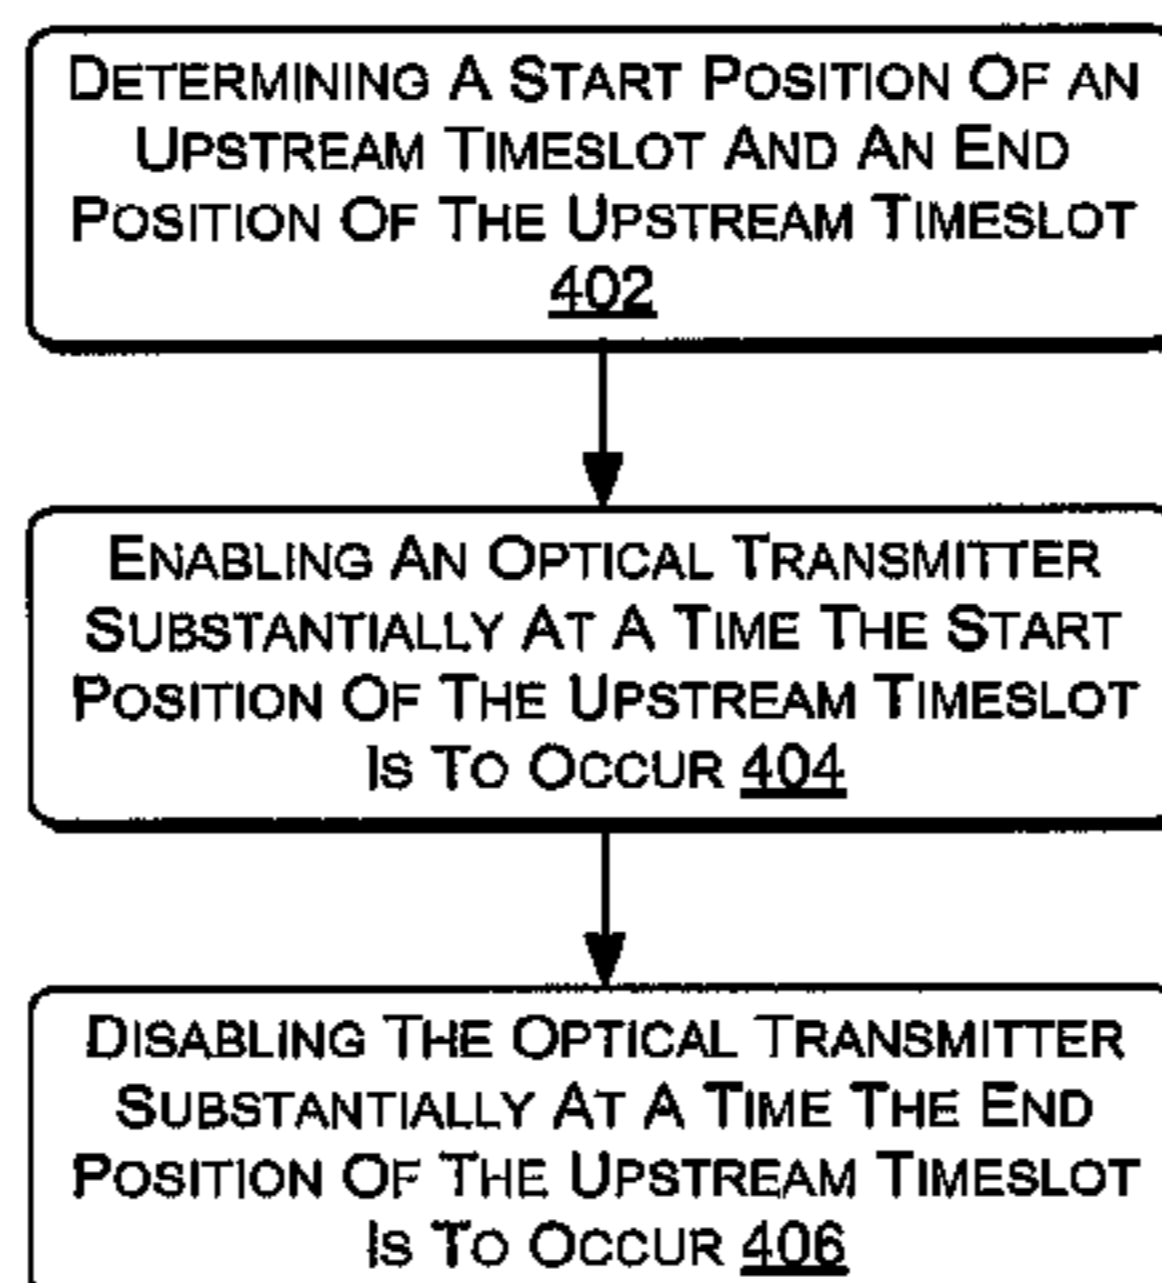 DETERMINING A START POSITION OF AN
UPSTREAM TIMESLOT AND AN END
POSITION OF THE UPSTREAM TIMESLOT
402
ENABLING AN OPTICAL TRANSMITTER
SUBSTANTIALLY AT A TIME THE START
POSITION OF THE UPSTREAM TIMESLOT
IS TO OCCUR 404
DISABLING THE OPTICAL TRANSMITTER
SUBSTANTIALLY AT A TIME THE END
POSITION OF THE UPSTREAM TIMESLOT
IS TO OCCUR 406